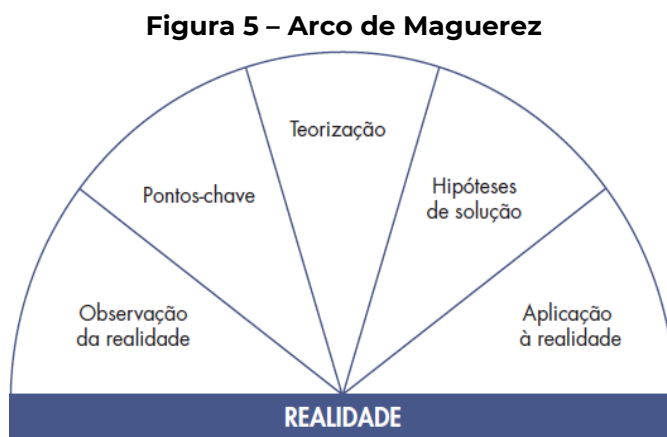 Figura 5 – Arco de Maguerez
Observação
da realidade
Pontos-chave
Teorização
Hipóteses
de solução
Aplicação
à realidade
REALIDADE